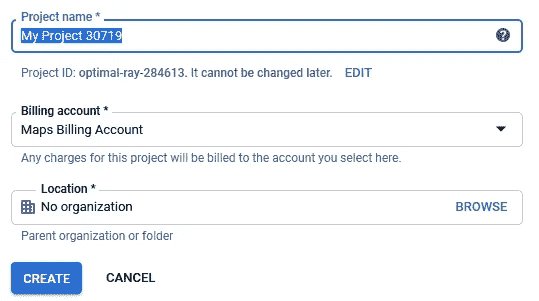 Project name *
My Project 30719
Project ID: optimal-ray-284613. It cannot be changed later. EDIT
Billing account *
Maps Billing Account
Any charges for this project will be billed to the account you select here.
Location *
No organization BROWSE
Parent organization or folder
CREATE CANCEL